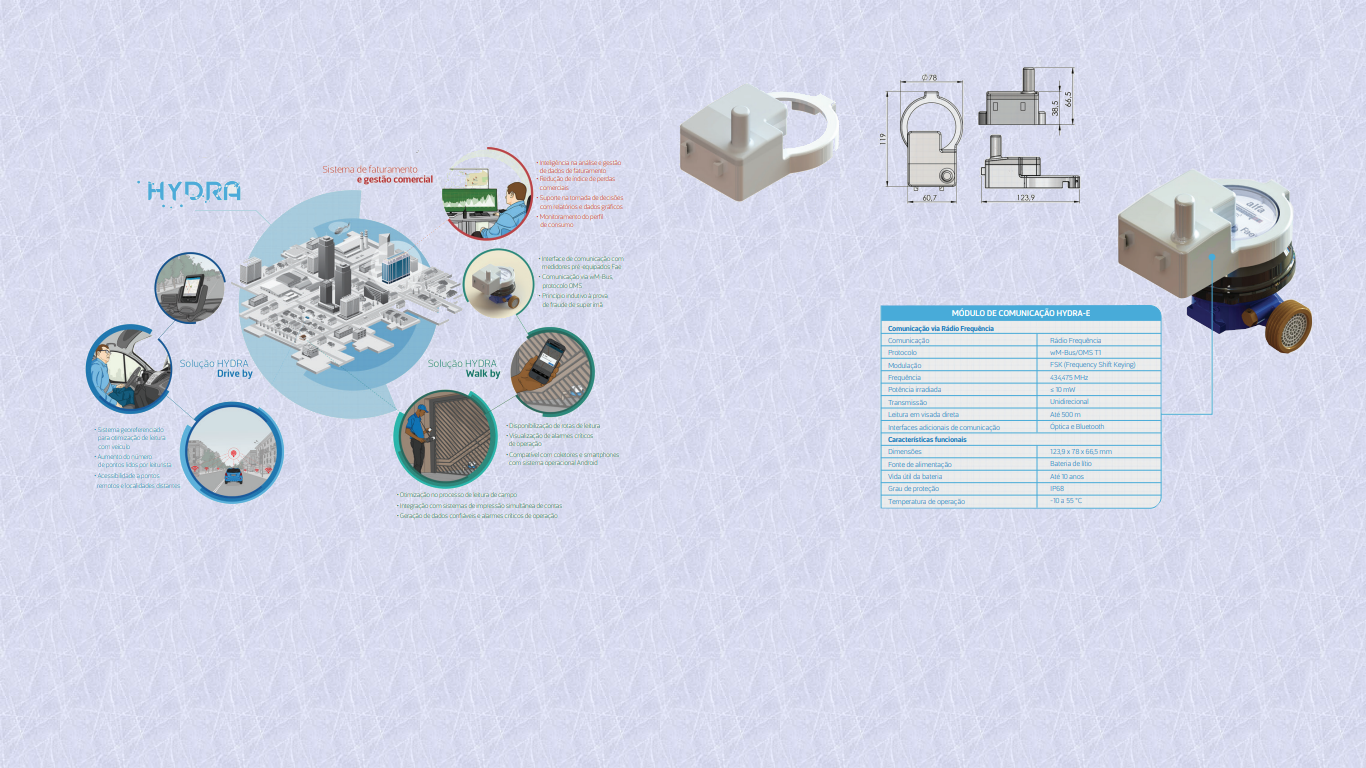 HYDRA
Sistema de faturamento
e gestão comercial
• Inteligência na análise e gestão
de dados de faturamento
• Redução de índice de perdas
comerciais
• Suporte na tomada de decisões
com relatórios e dados gráficos
• Monitoramento do perfil
de consumo
• Interface de comunicação com
medidores pré-equipados Fae
• Comunicação via wM-Bus,
protocolo OMS
• Princípio indutivo à prova
de fraude de super imã
Solução HYDRA
Drive by
Solução HYDRA
Walk by
• Sistema georeferenciado
para otimização de leitura
com veículo
• Aumento do número
de pontos lidos por leiturista
• Acessibilidade à pontos
remotos e localidades distantes
• Disponibilização de rotas de leitura
• Visualização de alarmes críticos
de operação
• Compatível com coletores e smartphones
com sistema operacional Android
• Otimização no processo de leitura de campo
• Integração com sistemas de impressão simultânea de contas
• Geração de dados confiáveis e alarmes críticos de operação
∅78
119
60,7
38,5
66,5
123,9
alfa
Fae
MÓDULO DE COMUNICAÇÃO HYDRA-E
Comunicação via Rádio Frequência
Comunicação Rádio Frequência
Protocolo wM-Bus/OMS T1
Modulação FSK (Frequency Shift Keying)
Frequência 434,475 MHz
Potência irradiada ≤ 10 mW
Transmissão Unidirecional
Leitura em visada direta Até 500 m
Interfaces adicionais de comunicação Óptica e Bluetooth
Características funcionais
Dimensões 123,9 x 78 x 66,5 mm
Fonte de alimentação Bateria de lítio
Vida útil da bateria Até 10 anos
Grau de proteção IP68
Temperatura de operação -10 a 55 °C